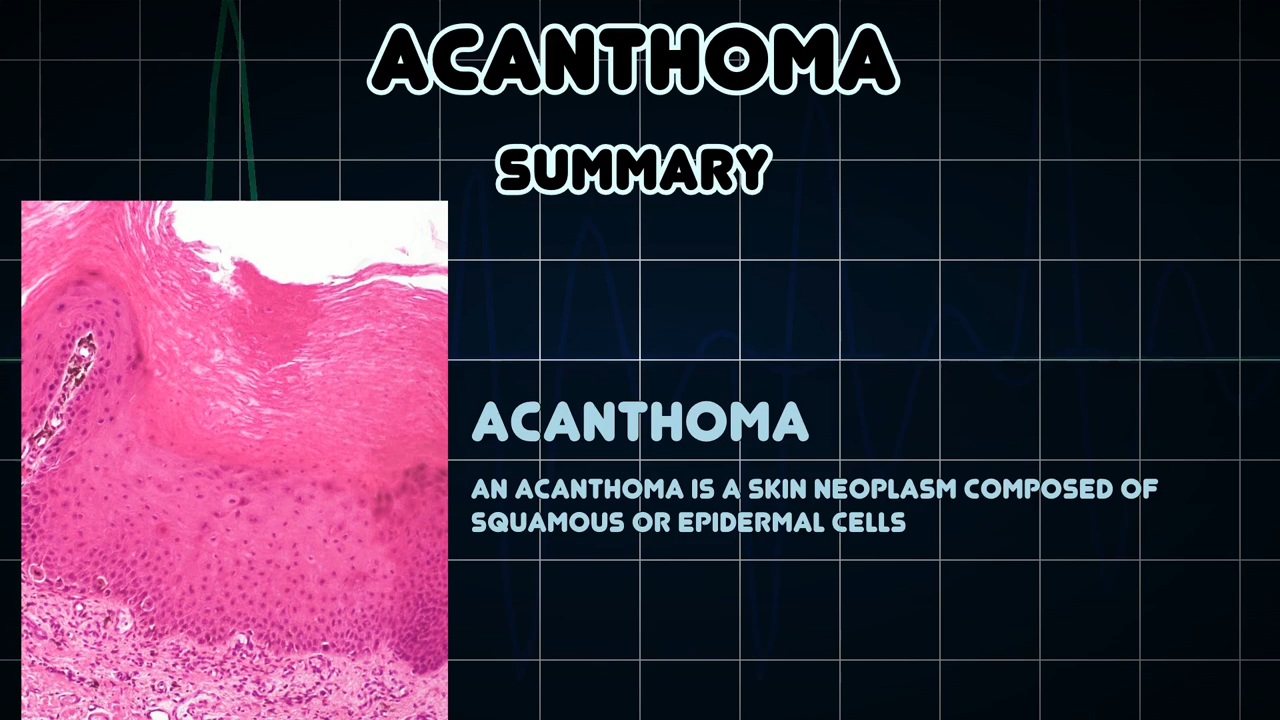 ACANTHOMA
SUMMARY
ACANTHOMA
AN ACANTHOMA IS A SKIN NEOPLASM COMPOSED OF
SQUAMOUS OR EPIDERMAL CELLS